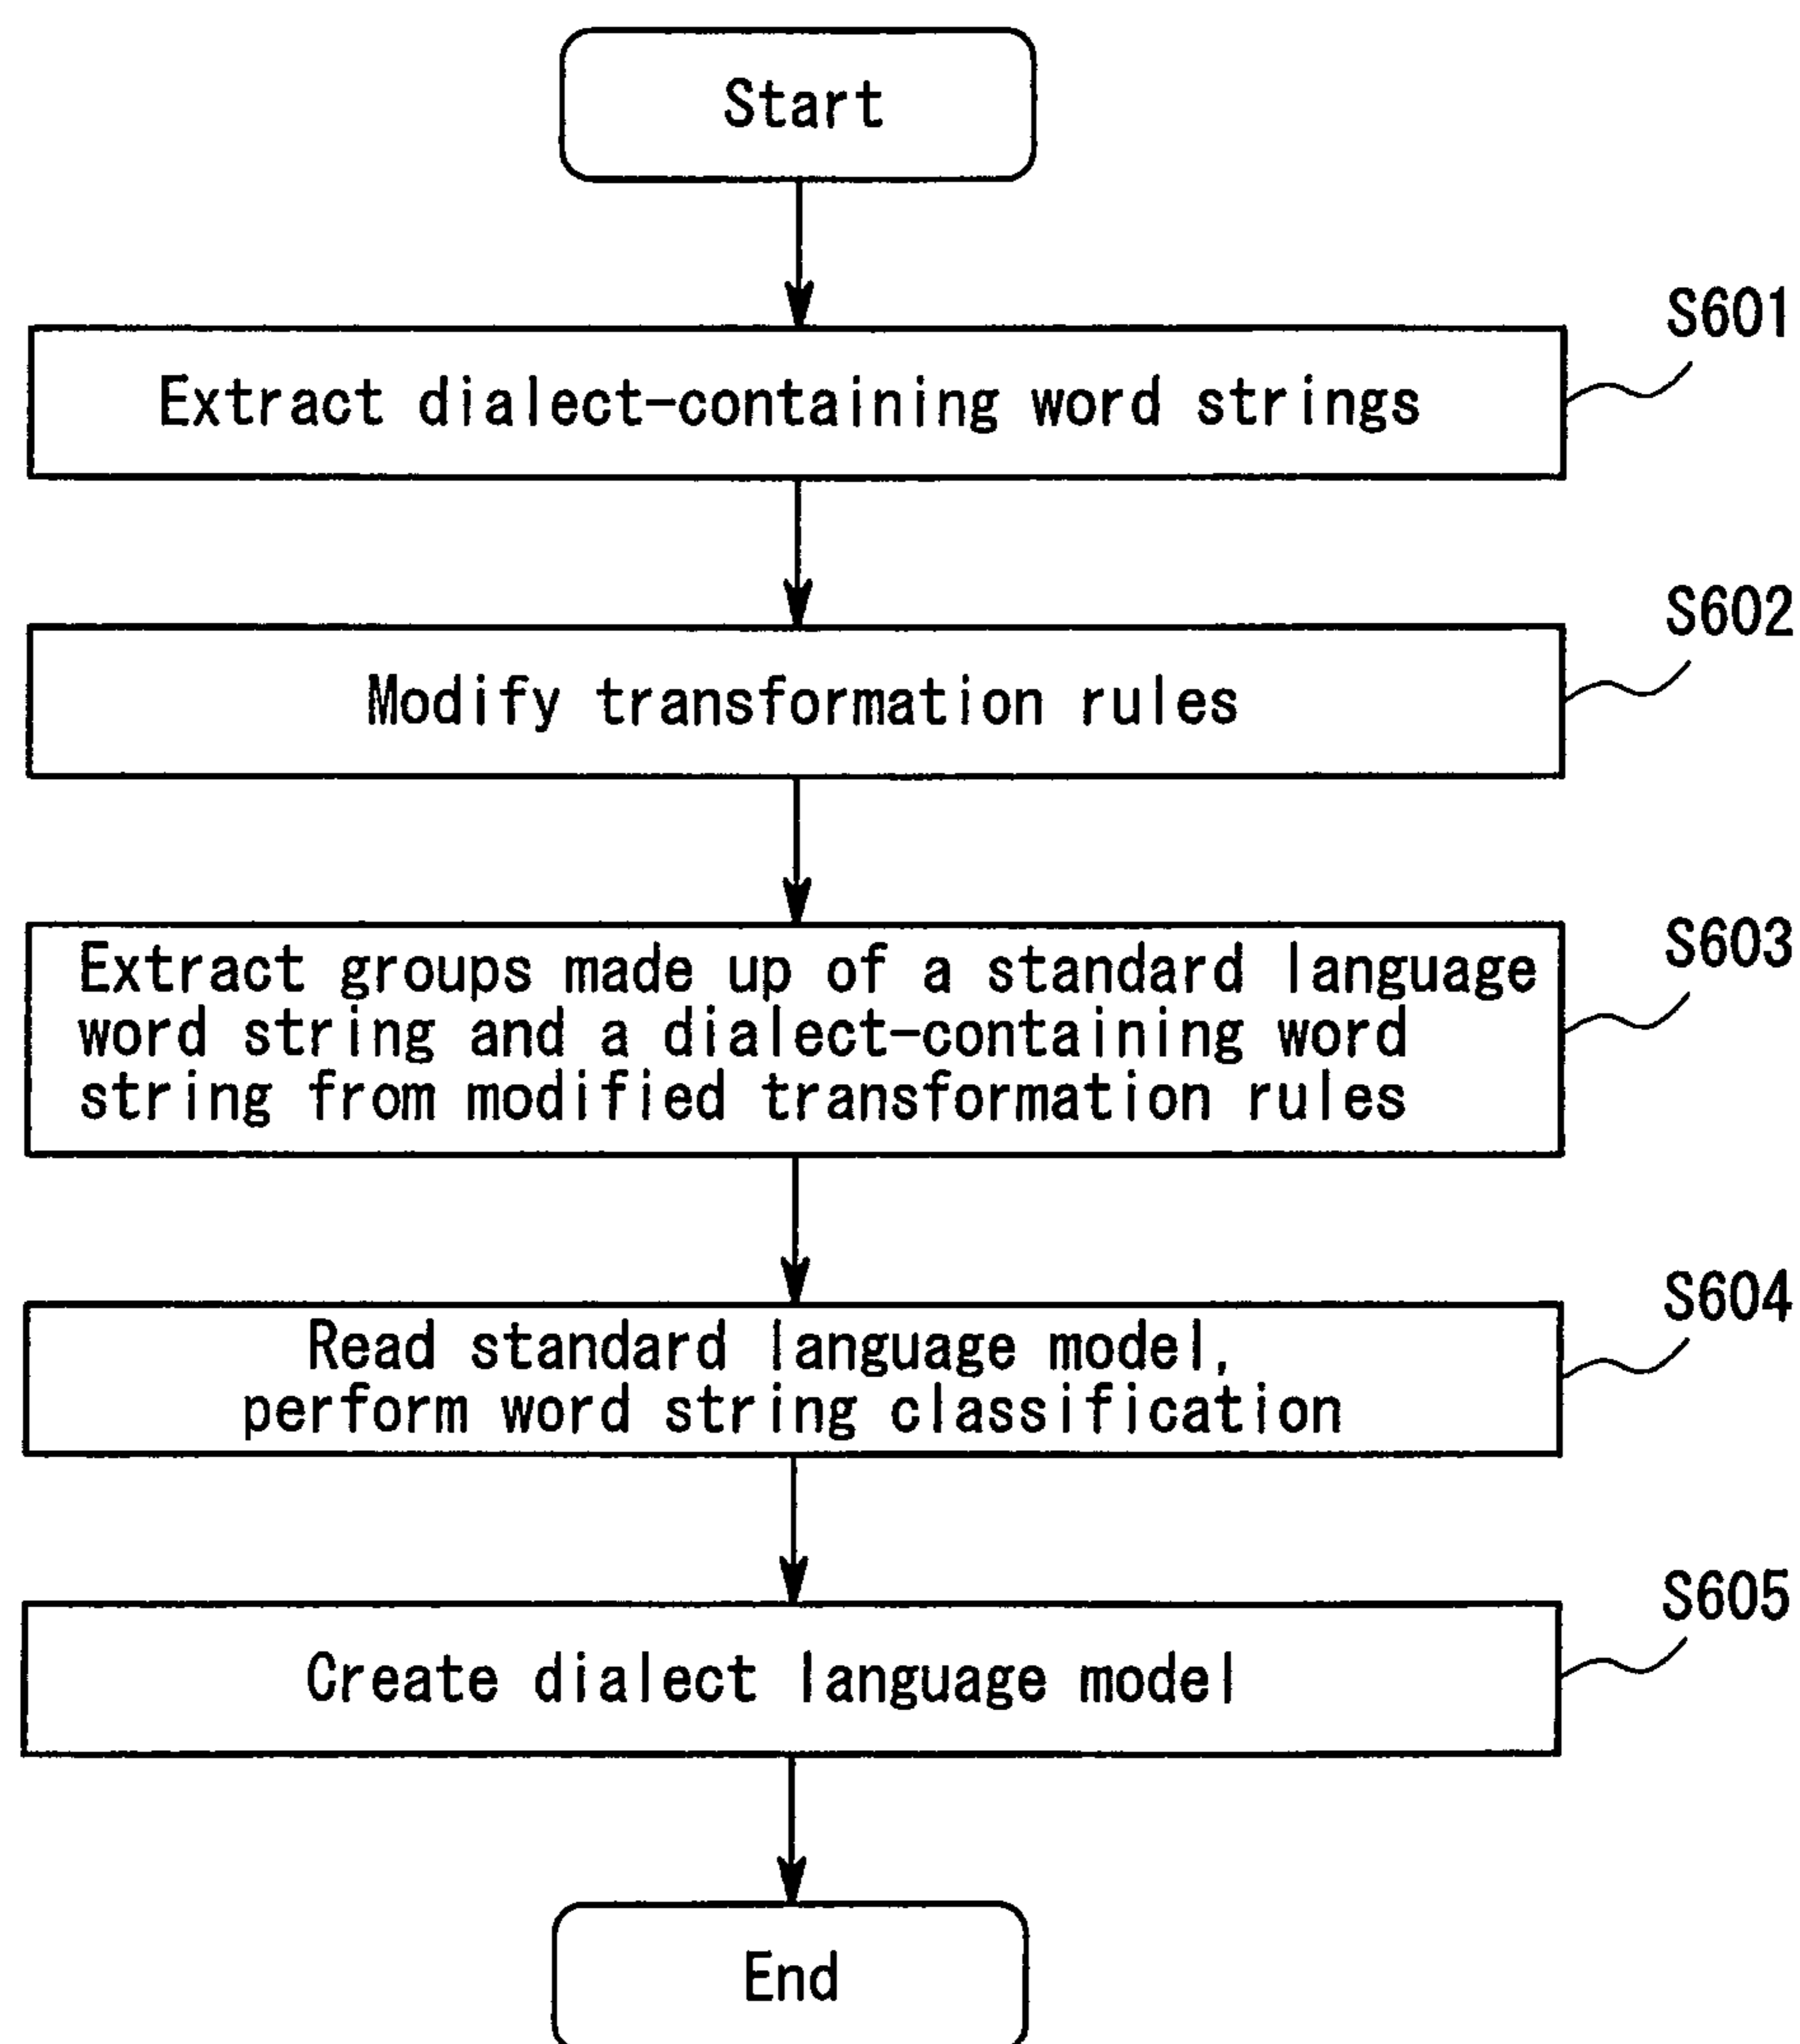 Start
S601
Extract dialect-containing word strings
S602
Modify transformation rules
S603
Extract groups made up of a standard language
word string and a dialect-containing word
string from modified transformation rules
S604
Read standard language model,
perform word string classification
S605
Create dialect language model
End